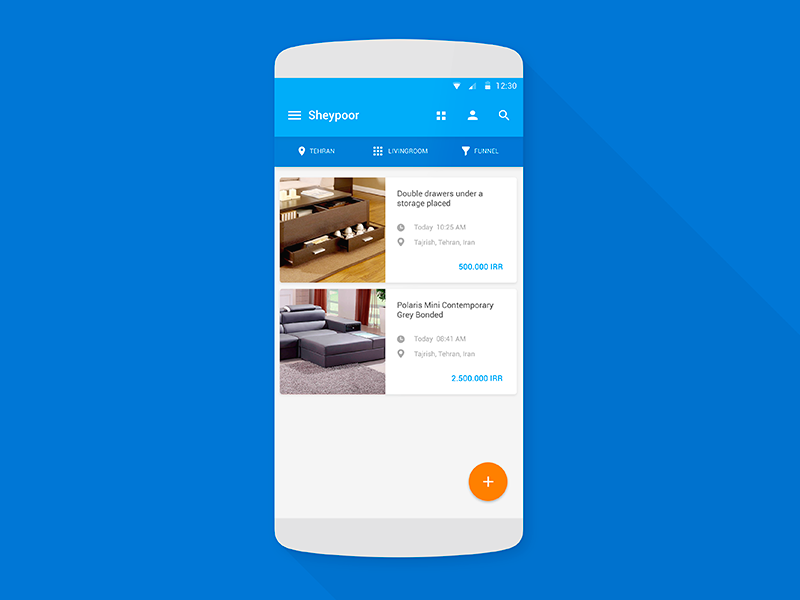 12:30
Sheypoor
TEHRAN LIVINGROOM FUNNEL
Double drawers under a
storage placed
Today 10:25 AM
Tajrish, Tehran, Iran
500.000 IRR
Polaris Mini Contemporary
Grey Bonded
Today 08:41 AM
Tajrish, Tehran, Iran
2.500.000 IRR